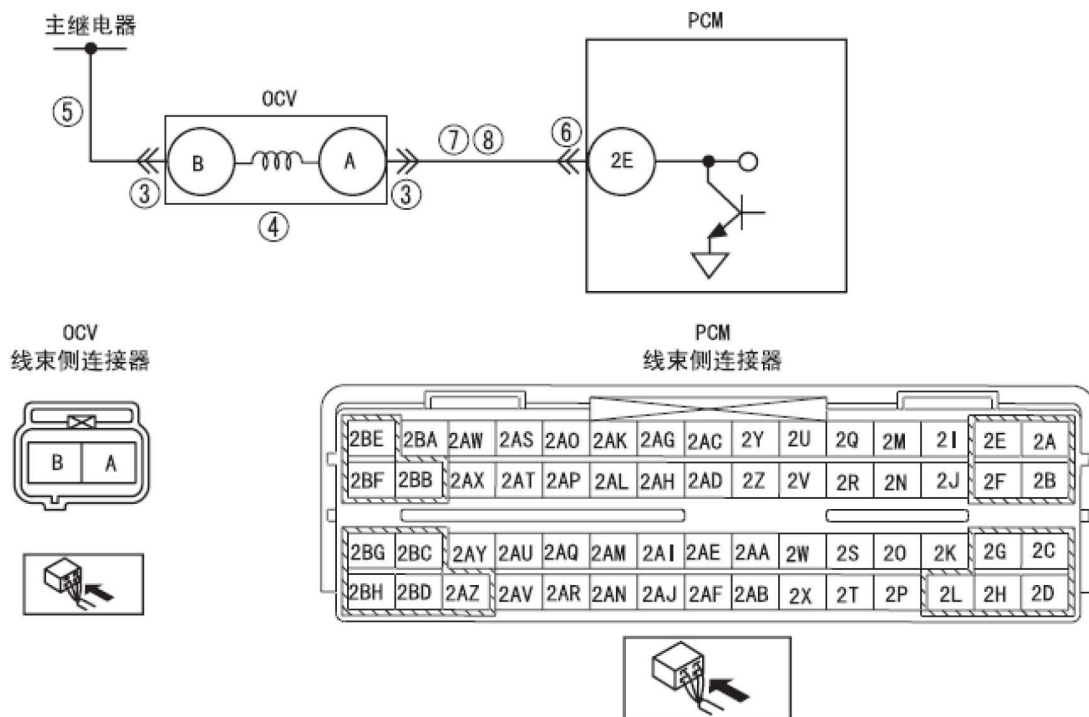 主继电器
PCM
OCV
⑤
⑦ ⑧
⑥
B
A
2E
③
③
④
OCV
线束侧连接器
PCM
线束侧连接器
B A
2BE 2BA 2AW 2AS 2AO 2AK 2AG 2AC 2Y 2U 2Q 2M 2I 2E 2A
2BF 2BB 2AX 2AT 2AP 2AL 2AH 2AD 2Z 2V 2R 2N 2J 2F 2B
2BG 2BC 2AY 2AU 2AQ 2AM 2AI 2AE 2AA 2W 2S 2O 2K 2G 2C
2BH 2BD 2AZ 2AV 2AR 2AN 2AJ 2AF 2AB 2X 2T 2P 2L 2H 2D